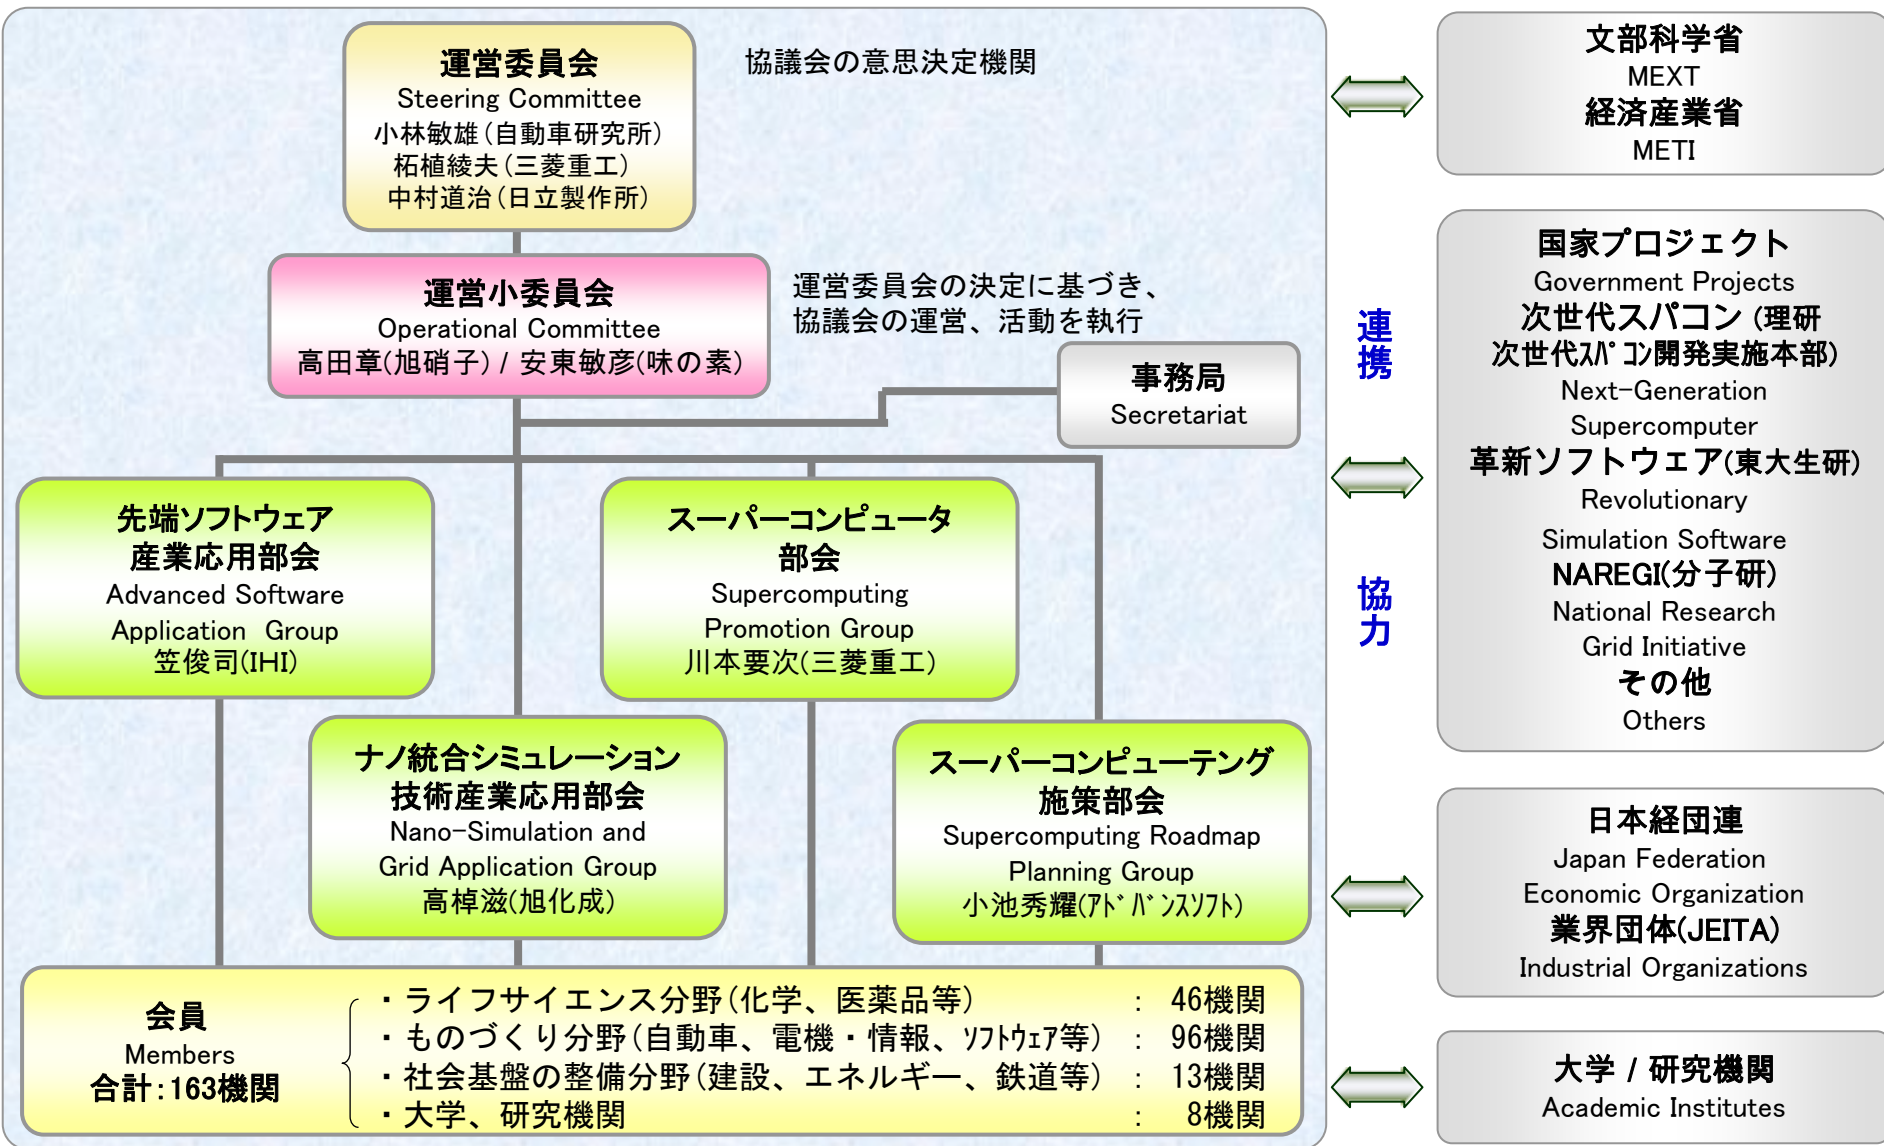 運営委員会
Steering Committee
小林敏雄(自動車研究所)
柘植綾夫(三菱重工)
中村道治(日立製作所)
協議会の意思決定機関
運営小委員会
Operational Committee
高田章(旭硝子) / 安東敏彦(味の素)
運営委員会の決定に基づき、
協議会の運営、活動を執行
事務局
Secretariat
先端ソフトウェア
産業応用部会
Advanced Software
Application Group
笠俊司(IHI)
スーパーコンピュータ
部会
Supercomputing
Promotion Group
川本要次(三菱重工)
ナノ統合シミュレーション
技術産業応用部会
Nano-Simulation and
Grid Application Group
高棹滋(旭化成)
スーパーコンピューテング
施策部会
Supercomputing Roadmap
Planning Group
小池秀耀(ｱﾄﾞﾊﾞﾝｽｿﾌﾄ)
会員
Members
合計:163機関
・ライフサイエンス分野(化学、医薬品等) : 46機関
・ものづくり分野(自動車、電機・情報、ｿﾌﾄｳｪｱ等) : 96機関
・社会基盤の整備分野(建設、エネルギー、鉄道等) : 13機関
・大学、研究機関 : 8機関
連携
協力
文部科学省
MEXT
経済産業省
METI
国家プロジェクト
Government Projects
次世代スパコン (理研
次世代ｽﾊﾟｺﾝ開発実施本部)
Next-Generation
Supercomputer
革新ソフトウェア(東大生研)
Revolutionary
Simulation Software
NAREGI(分子研)
National Research
Grid Initiative
その他
Others
日本経団連
Japan Federation
Economic Organization
業界団体(JEITA)
Industrial Organizations
大学 / 研究機関
Academic Institutes